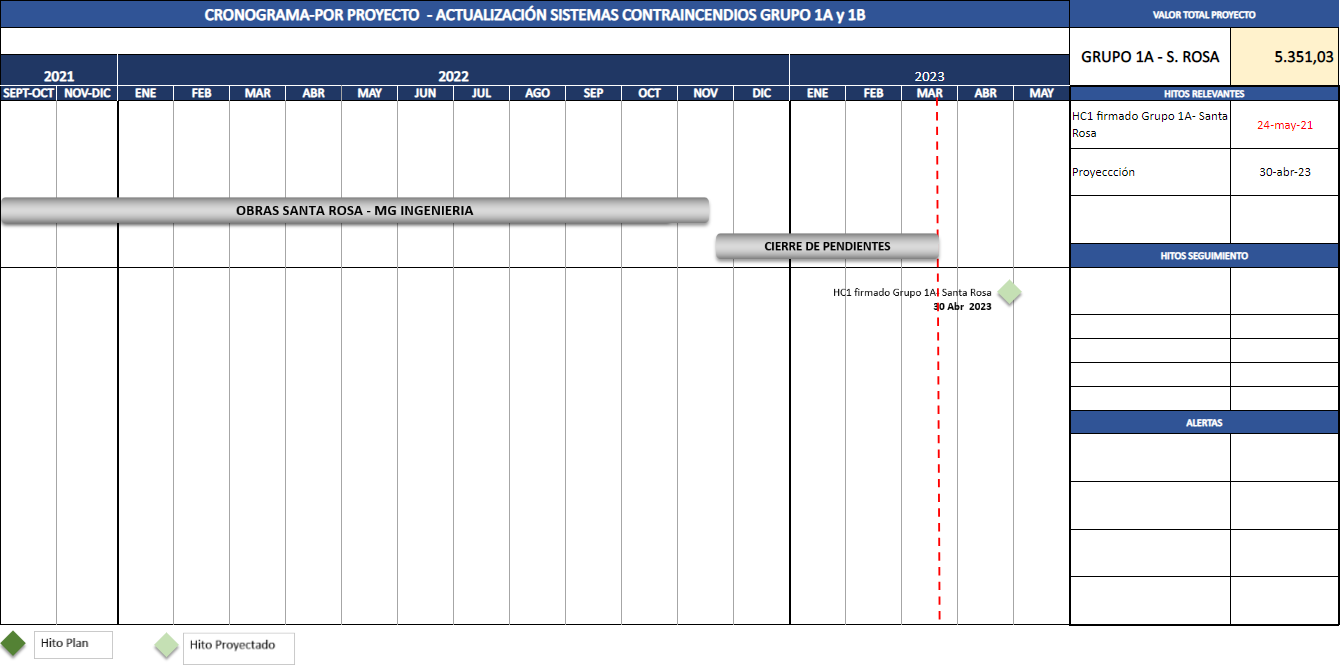 CRONOGRAMA-POR PROYECTO - ACTUALIZACIÓN SISTEMAS CONTRAINCENDIOS GRUPO 1A y 1B
VALOR TOTAL PROYECTO
GRUPO 1A - S. ROSA 5.351,03
2021 2022 2023
SEPT-OCT NOV-DIC ENE FEB MAR ABR MAY JUN JUL AGO SEP OCT NOV DIC ENE FEB MAR ABR MAY
HITOS RELEVANTES
HC1 firmado Grupo 1A- Santa
Rosa
24-may-21
Proyeccción 30-abr-23
OBRAS SANTA ROSA - MG INGENIERIA
CIERRE DE PENDIENTES
HITOS SEGUIMIENTO
HC1 firmado Grupo 1A- Santa Rosa
30 Abr 2023
ALERTAS
Hito Plan
Hito Proyectado